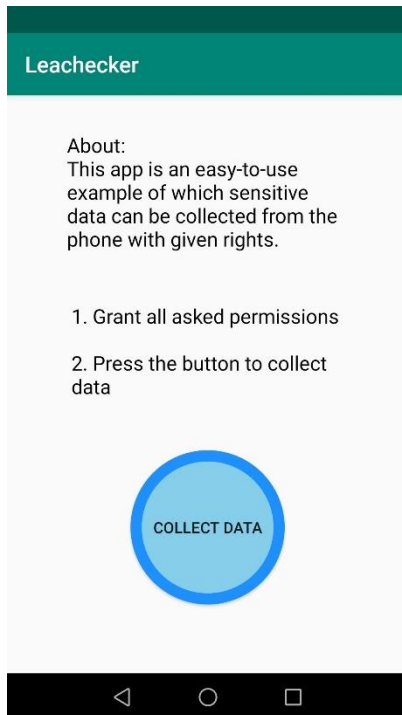 Leachecker
About:
This app is an easy-to-use
example of which sensitive
data can be collected from the
phone with given rights.
1. Grant all asked permissions
2. Press the button to collect
data
COLLECT DATA